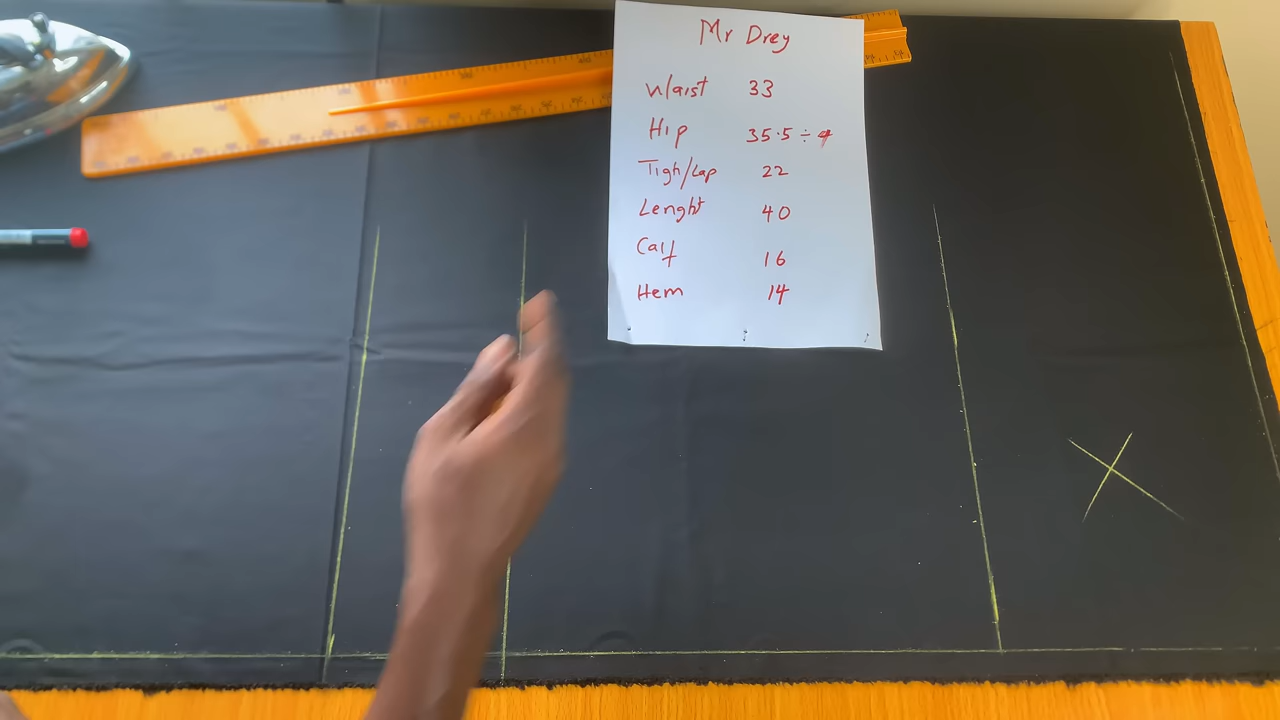 Mr Drey
Waist 33
Hip 35.5 ÷ 4
Tigh/Lap 22
Lenght 40
Calf 16
Hem 14